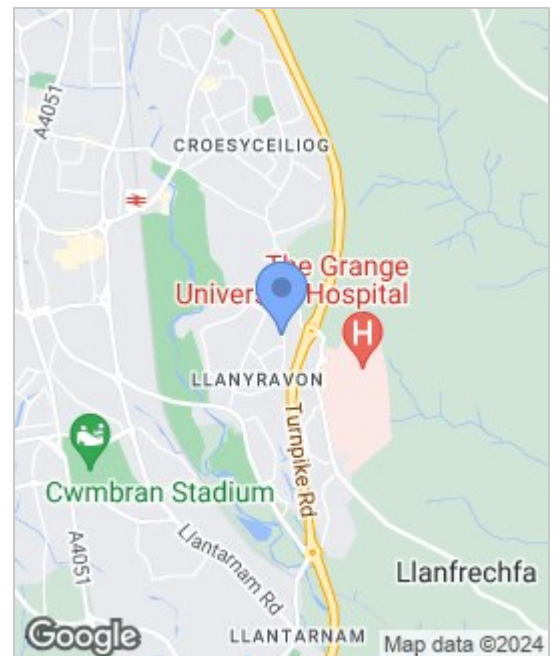 A4051
CROESYCEILIOG
The Grange
University Hospital
H
LLANYRAVON
Turnpike Rd
Cwmbran Stadium
Llantarnam Rd
A4051
Llanfrechfa
Google
LLANTARNAM
Map data ©2024